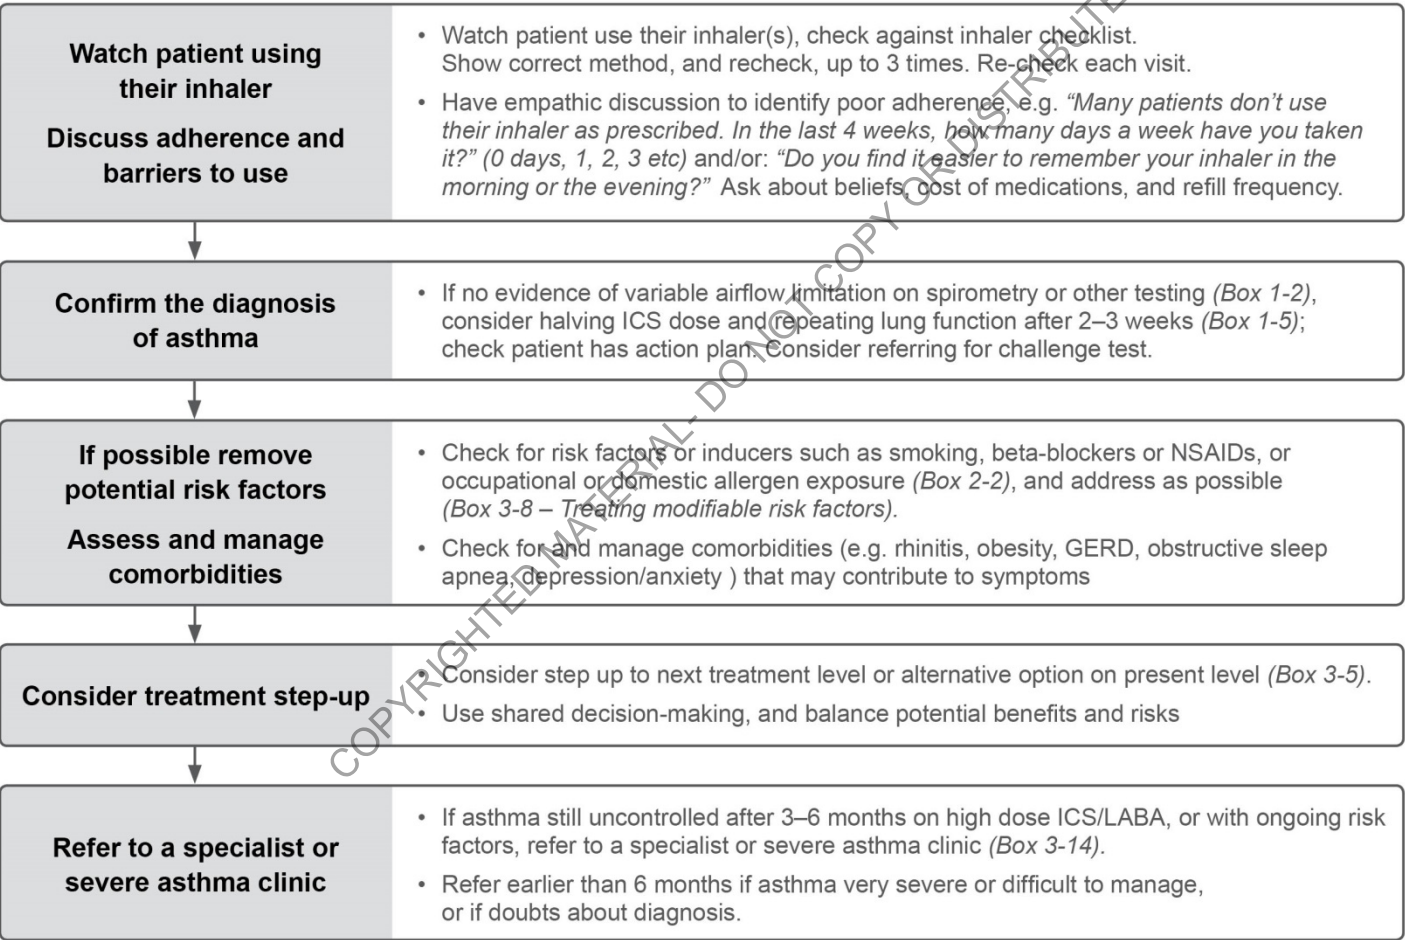 Watch patient using
their inhaler
Discuss adherence and
barriers to use
• Watch patient use their inhaler(s), check against inhaler checklist.
Show correct method, and recheck, up to 3 times. Re-check each visit.
• Have empathic discussion to identify poor adherence, e.g. “Many patients don’t use
their inhaler as prescribed. In the last 4 weeks, how many days a week have you taken
it?” (0 days, 1, 2, 3 etc) and/or: “Do you find it easier to remember your inhaler in the
morning or the evening?” Ask about beliefs, cost of medications, and refill frequency.
Confirm the diagnosis
of asthma
• If no evidence of variable airflow limitation on spirometry or other testing (Box 1-2),
consider halving ICS dose and repeating lung function after 2–3 weeks (Box 1-5);
check patient has action plan. Consider referring for challenge test.
If possible remove
potential risk factors
Assess and manage
comorbidities
• Check for risk factors or inducers such as smoking, beta-blockers or NSAIDs, or
occupational or domestic allergen exposure (Box 2-2), and address as possible
(Box 3-8 – Treating modifiable risk factors).
• Check for and manage comorbidities (e.g. rhinitis, obesity, GERD, obstructive sleep
apnea, depression/anxiety ) that may contribute to symptoms
Consider treatment step-up
• Consider step up to next treatment level or alternative option on present level (Box 3-5).
• Use shared decision-making, and balance potential benefits and risks
Refer to a specialist or
severe asthma clinic
• If asthma still uncontrolled after 3–6 months on high dose ICS/LABA, or with ongoing risk
factors, refer to a specialist or severe asthma clinic (Box 3-14).
• Refer earlier than 6 months if asthma very severe or difficult to manage,
or if doubts about diagnosis.
COPYRIGHTED MATERIAL- DO NOT COPY OR DISTRIBUTE